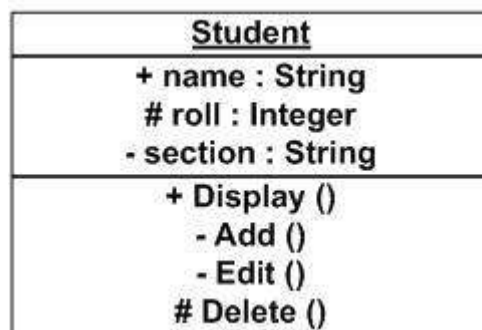 Student
+ name : String
# roll : Integer
- section : String
+ Display ()
- Add ()
- Edit ()
# Delete ()